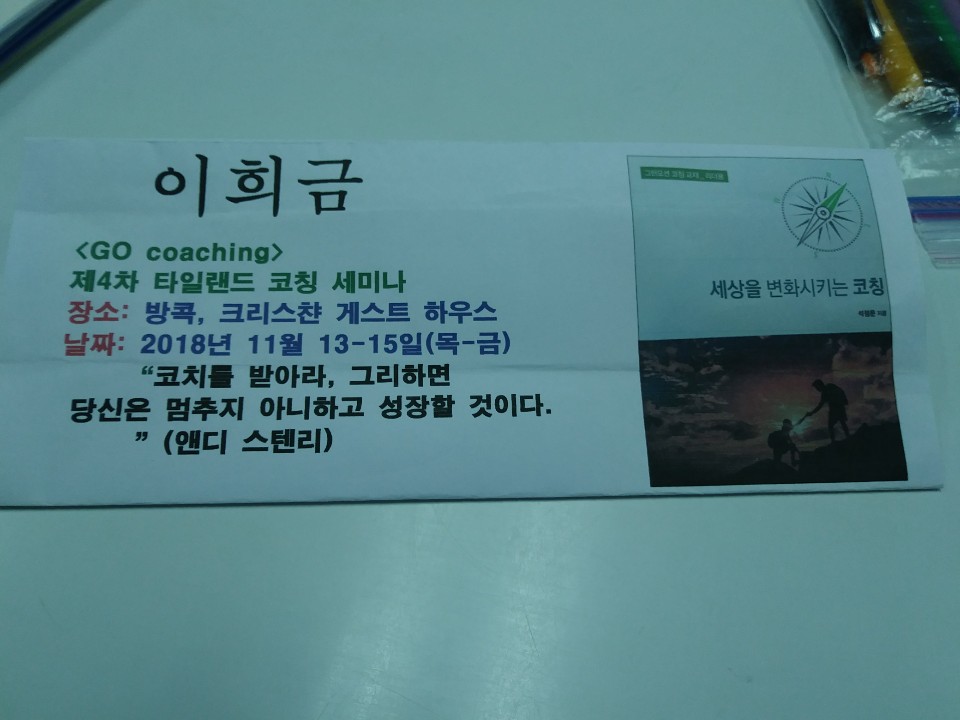 이희금
<GO coaching>
제4차 타일랜드 코칭 세미나
장소: 방콕, 크리스챤 게스트 하우스
날짜: 2018년 11월 13-15일(목-금)
“코치를 받아라, 그리하면
당신은 멈추지 아니하고 성장할 것이다.
” (앤디 스텐리)
코칭
세상을 변화시키는 코칭
지음